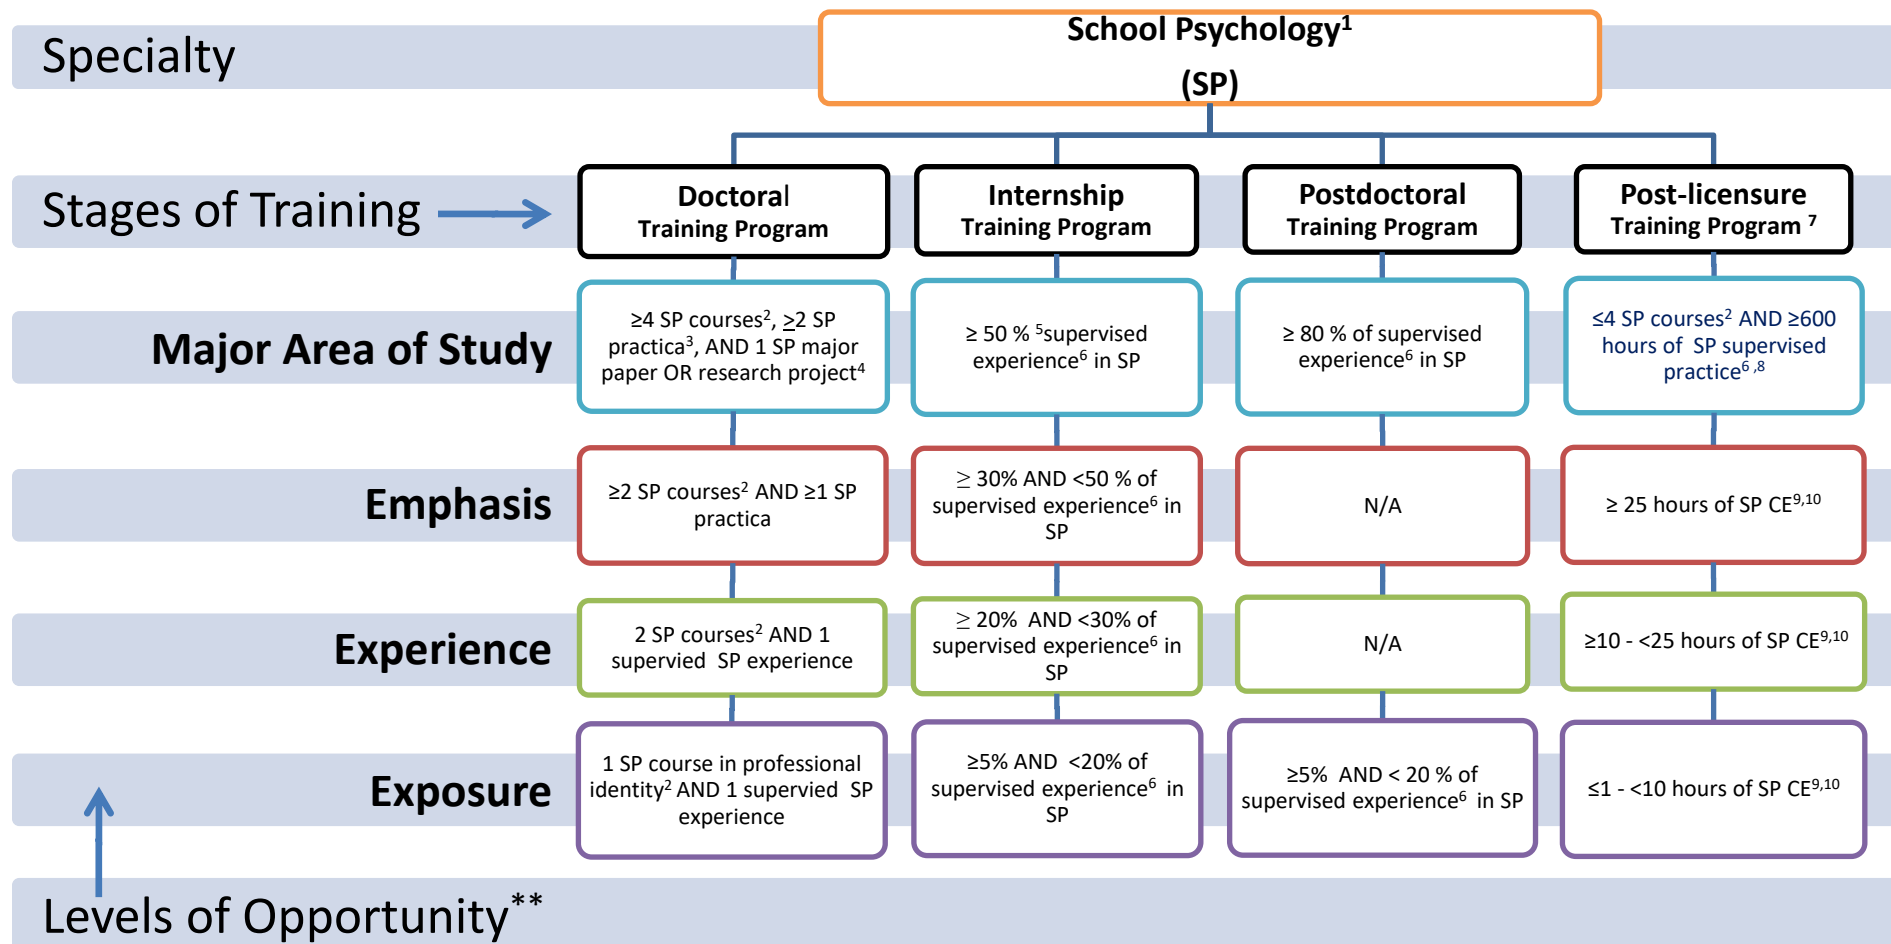 School Psychology¹
(SP)
Specialty
Stages of Training
Doctoral
Training Program
Internship
Training Program
Postdoctoral
Training Program
Post-licensure
Training Program ⁷
Major Area of Study
≥4 SP courses², ≥2 SP
practica³, AND 1 SP major
paper OR research project⁴
≥ 50 % ⁵supervised
experience⁶ in SP
≥ 80 % of supervised
experience⁶ in SP
≤4 SP courses² AND ≥600
hours of SP supervised
practice⁶ ,⁸
Emphasis
≥2 SP courses² AND ≥1 SP
practica
≥ 30% AND <50 % of
supervised experience⁶ in
SP
N/A
≥ 25 hours of SP CE⁹,¹⁰
Experience
2 SP courses² AND 1
supervied SP experience
≥ 20% AND <30% of
supervised experience⁶ in
SP
N/A
≥10 - <25 hours of SP CE⁹,¹⁰
Exposure
1 SP course in professional
identity² AND 1 supervied SP
experience
≥5% AND <20% of
supervised experience⁶ in
SP
≥5% AND < 20 % of
supervised experience⁶ in SP
≤1 - <10 hours of SP CE⁹,¹⁰
Levels of Opportunity**